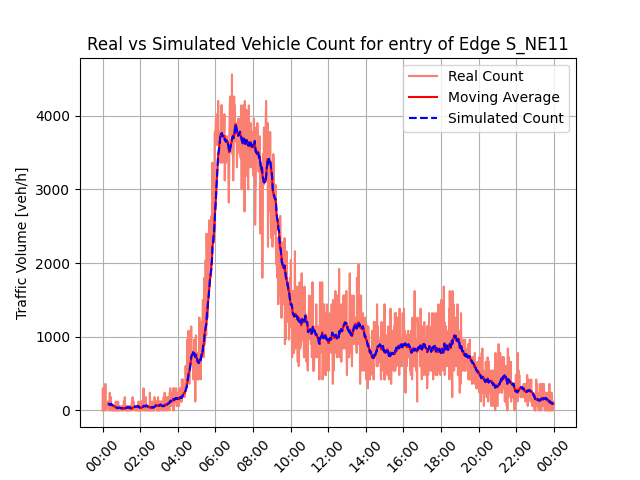 Real vs Simulated Vehicle Count for entry of Edge S_NE11
Real Count
Moving Average
Simulated Count
Traffic Volume [veh/h]
4000
3000
2000
1000
0
00:00 02:00 04:00 06:00 08:00 10:00 12:00 14:00 16:00 18:00 20:00 22:00 00:00